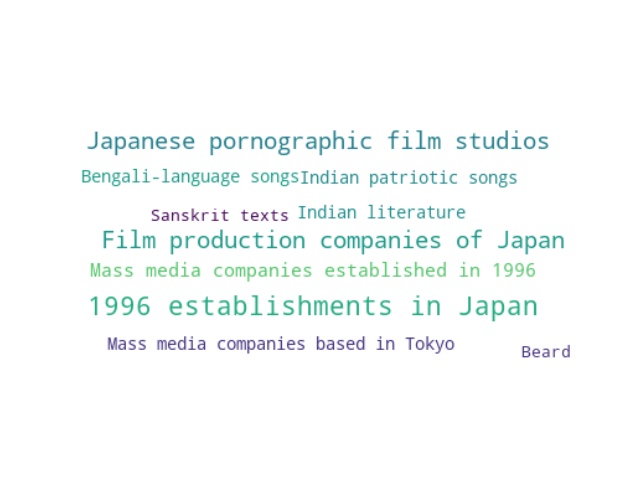 Japanese pornographic film studios
Bengali-language songs Indian patriotic songs
Sanskrit texts Indian literature
Film production companies of Japan
Mass media companies established in 1996
1996 establishments in Japan
Mass media companies based in Tokyo Beard